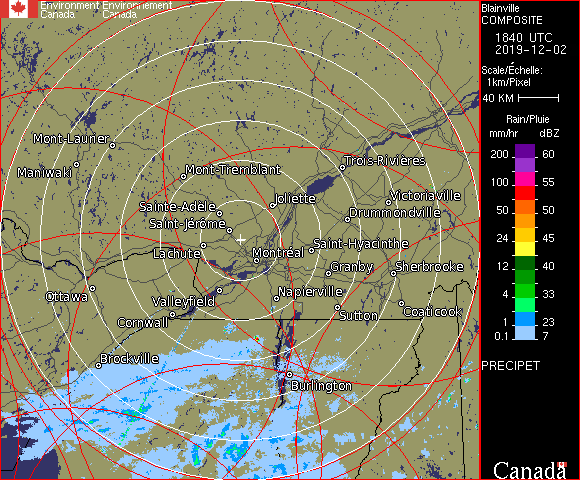 Environment Environnement
Canada Canada
Blainville
COMPOSITE
1840 UTC
2019-12-02
Scale/Échelle:
1km/Pixel
40 KM
Rain/Pluie
mm/hr dBZ
200 60
100 55
50 50
24 45
12 40
4 33
1 23
0.1 7
PRECIPET
Canada
Mont-Laurier
Maniwaki
Mont-Tremblant
Trois-Rivières
Sainte-Adèle
Joliette
Victoriaville
Saint-Jérôme
Drummondville
Lachute
Montréal
Saint-Hyacinthe
Granby
Sherbrooke
Ottawa
Valleyfield
Napierville
Cornwall
Sutton
Coaticook
Brockville
Burlington